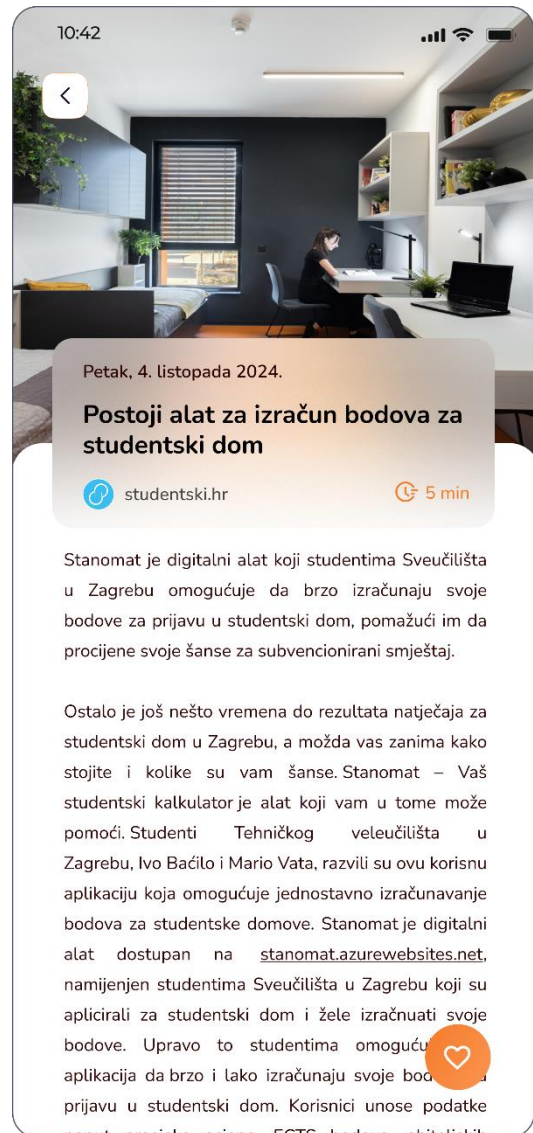 10:42
Petak, 4. listopada 2024.
Postoji alat za izračun bodova za
studentski dom
studentski.hr
5 min
Stanomat je digitalni alat koji studentima Sveučilišta
u Zagrebu omogućuje da brzo izračunaju svoje
bodove za prijavu u studentski dom, pomažući im da
procijene svoje šanse za subvencionirani smještaj.
Ostalo je još nešto vremena do rezultata natječaja za
studentski dom u Zagrebu, a možda vas zanima kako
stojite i kolike su vam šanse. Stanomat – Vaš
studentski kalkulator je alat koji vam u tome može
pomoći. Studenti Tehničkog veleučilišta u
Zagrebu, Ivo Baćilo i Mario Vata, razvili su ovu korisnu
aplikaciju koja omogućuje jednostavno izračunavanje
bodova za studentske domove. Stanomat je digitalni
alat dostupan na stanomat.azurewebsites.net,
namijenjen studentima Sveučilišta u Zagrebu koji su
aplicirali za studentski dom i žele izračnuati svoje
bodove. Upravo to studentima
aplikacija da brzo i lako izračunaju svoje
prijavu u studentski dom. Korisnici unose podatke